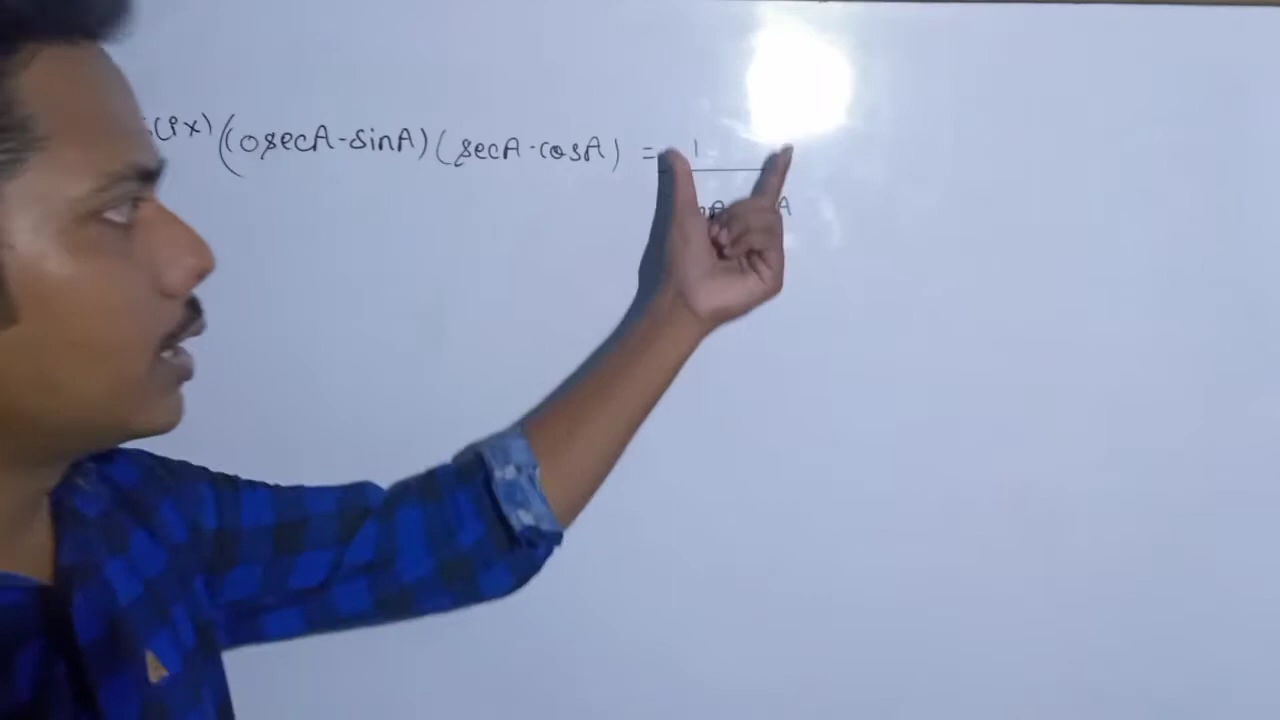 (ix) (CosecA-sinA) (secA-cosA) = 1
A